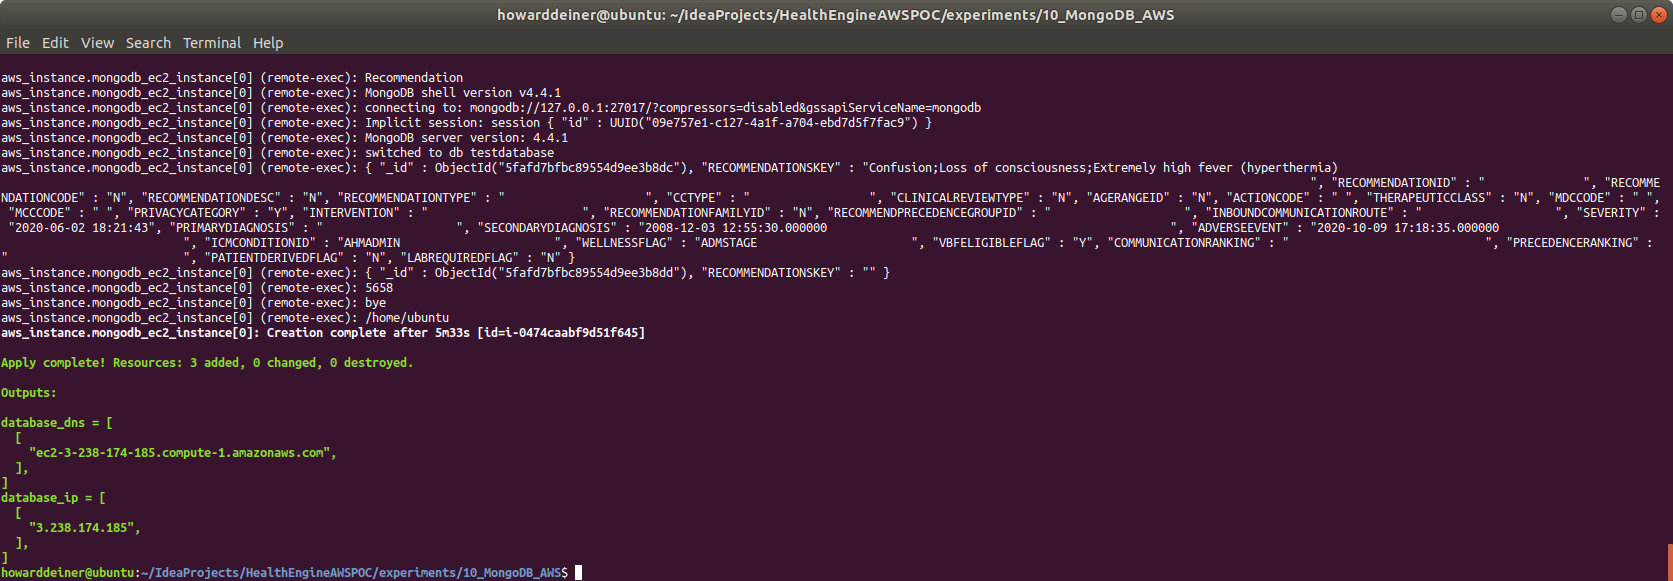 howarddeiner@ubuntu: ~/IdeaProjects/HealthEngineAWSPOC/experiments/10_MongoDB_AWS
File Edit View Search Terminal Help
aws_instance.mongodb_ec2_instance[0] (remote-exec): Recommendation
aws_instance.mongodb_ec2_instance[0] (remote-exec): MongoDB shell version v4.4.1
aws_instance.mongodb_ec2_instance[0] (remote-exec): connecting to: mongodb://127.0.0.1:27017/?compressors=disabled&gssapiServiceName=mongodb
aws_instance.mongodb_ec2_instance[0] (remote-exec): Implicit session: session { "id" : UUID("09e757e1-c127-4a1f-a704-ebd7d5f7fac9") }
aws_instance.mongodb_ec2_instance[0] (remote-exec): MongoDB server version: 4.4.1
aws_instance.mongodb_ec2_instance[0] (remote-exec): switched to db testdatabase
aws_instance.mongodb_ec2_instance[0] (remote-exec): { "_id" : ObjectId("5fafd7bfbc89554d9ee3b8dc"), "RECOMMENDATIONSKEY" : "Confusion;Loss of consciousness;Extremely high fever (hyperthermia)
", "RECOMMENDATIONID" : " ", "RECOMME
NDATIONCODE" : "N", "RECOMMENDATIONDESC" : "N", "RECOMMENDATIONTYPE" : " ", "CCTYPE" : " ", "CLINICALREVIEWTYPE" : "N", "AGERANGEID" : "N", "ACTIONCODE" : " ", "THERAPEUTICCLASS" : "N", "MDCCODE" : " ",
"MCCCODE" : " ", "PRIVACYCATEGORY" : "Y", "INTERVENTION" : " ", "RECOMMENDATIONFAMILYID" : "N", "RECOMMENDPRECEDENCEGROUPID" : " ", "INBOUNDCOMMUNICATIONROUTE" : " ", "SEVERITY" :
"2020-06-02 18:21:43", "PRIMARYDIAGNOSIS" : " ", "SECONDARYDIAGNOSIS" : "2008-12-03 12:55:30.000000 ", "ADVERSEEVENT" : "2020-10-09 17:18:35.000000
", "ICMCONDITIONID" : "AHMADMIN ", "WELLNESSFLAG" : "ADMSTAGE ", "VBFELIGIBLEFLAG" : "Y", "COMMUNICATIONRANKING" : " ", "PRECEDENCERANKING" :
" ", "PATIENTDERIVEDFLAG" : "N", "LABREQUIREDFLAG" : "N" }
aws_instance.mongodb_ec2_instance[0] (remote-exec): { "_id" : ObjectId("5fafd7bfbc89554d9ee3b8dd"), "RECOMMENDATIONSKEY" : "" }
aws_instance.mongodb_ec2_instance[0] (remote-exec): 5658
aws_instance.mongodb_ec2_instance[0] (remote-exec): bye
aws_instance.mongodb_ec2_instance[0] (remote-exec): /home/ubuntu
aws_instance.mongodb_ec2_instance[0]: Creation complete after 5m33s [id=i-0474caabf9d51f645]
Apply complete! Resources: 3 added, 0 changed, 0 destroyed.
Outputs:
database_dns = [
[
"ec2-3-238-174-185.compute-1.amazonaws.com",
],
]
database_ip = [
[
"3.238.174.185",
],
]
howarddeiner@ubuntu:~/IdeaProjects/HealthEngineAWSPOC/experiments/10_MongoDB_AWS$